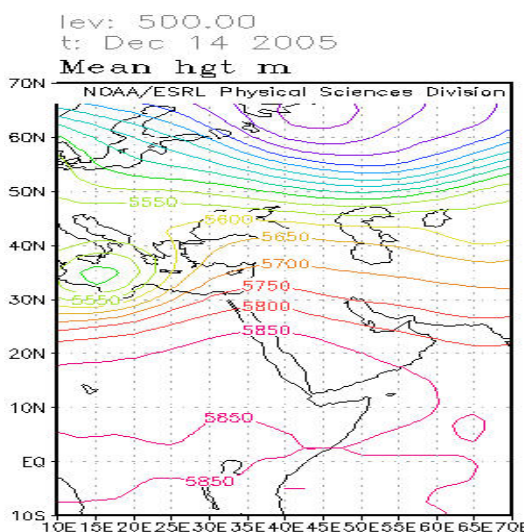 lev: 500.00
t: Dec 14 2005
Mean hgt m
NOAA/ESRL Physical Sciences Division
70N
60N
50N
5550
5600
5650
40N
5700
5750
5550
30N
5800
5850
20N
10N
5850
EQ
5850
10S
10E 15E 20E 25E 30E 35E 40E 45E 50E 55E 60E 65E 70E